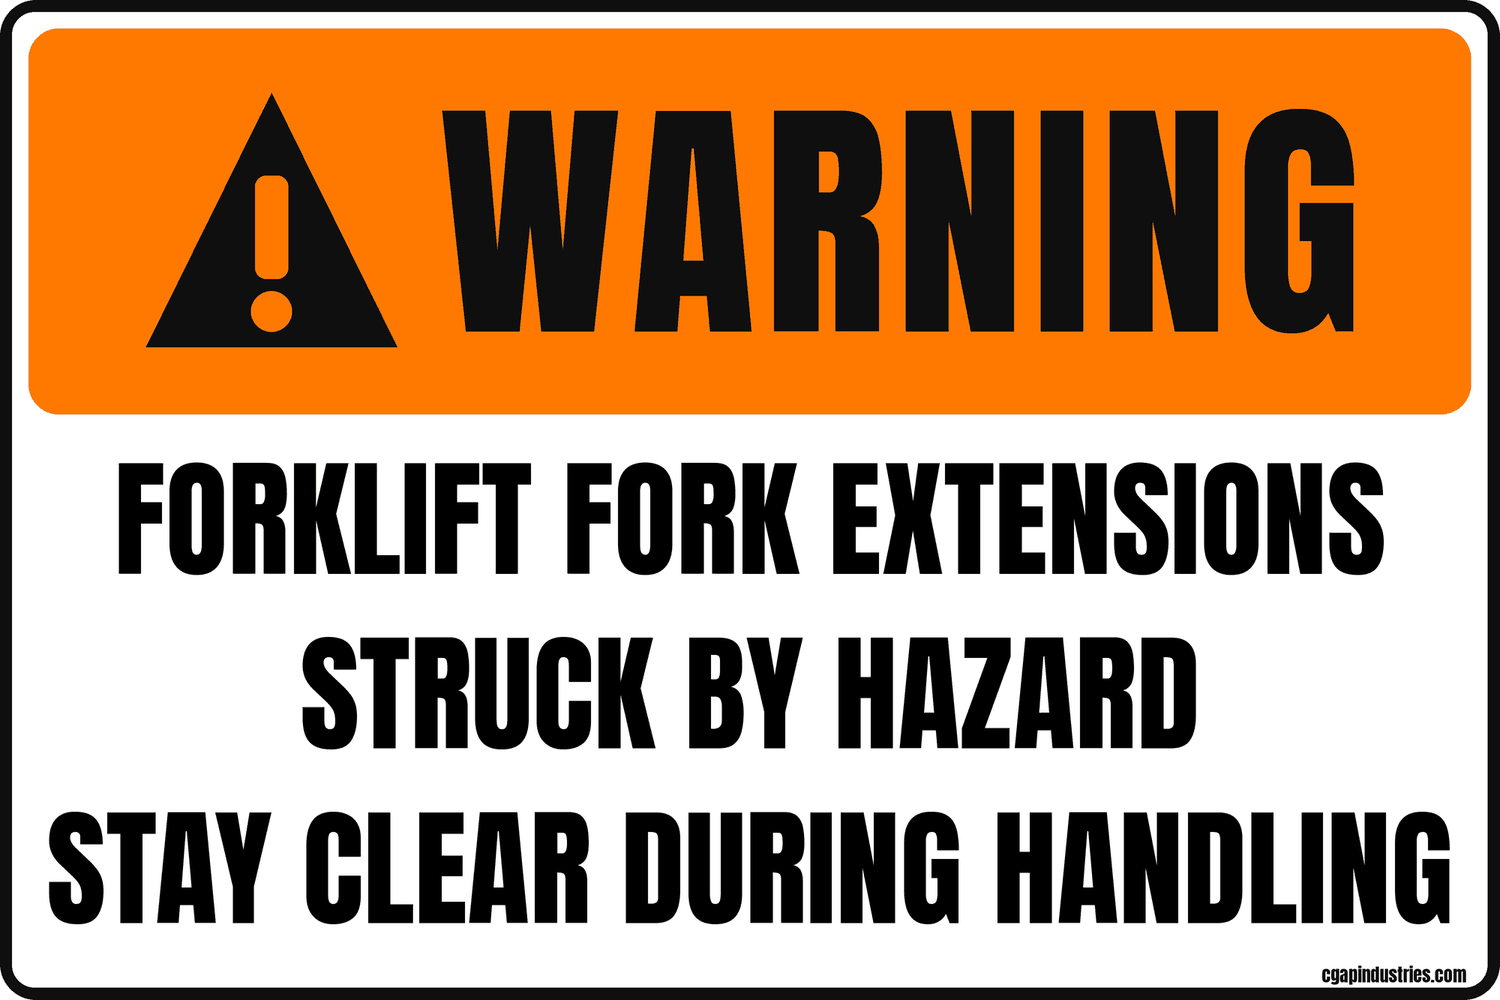 WARNING
FORKLIFT FORK EXTENSIONS
STRUCK BY HAZARD
STAY CLEAR DURING HANDLING
cgapindustries.com